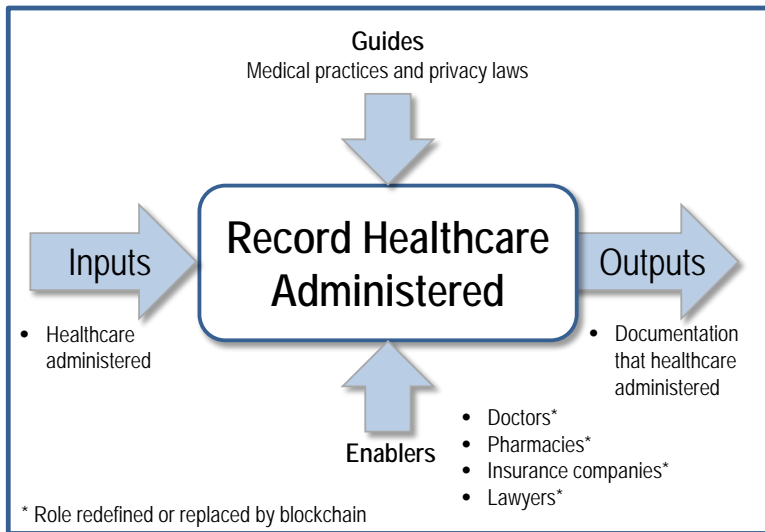 Guides
Medical practices and privacy laws
Record Healthcare
Administered
Inputs
Outputs
• Healthcare
administered
• Documentation
that healthcare
administered
Enablers
• Doctors*
• Pharmacies*
• Insurance companies*
• Lawyers*
* Role redefined or replaced by blockchain